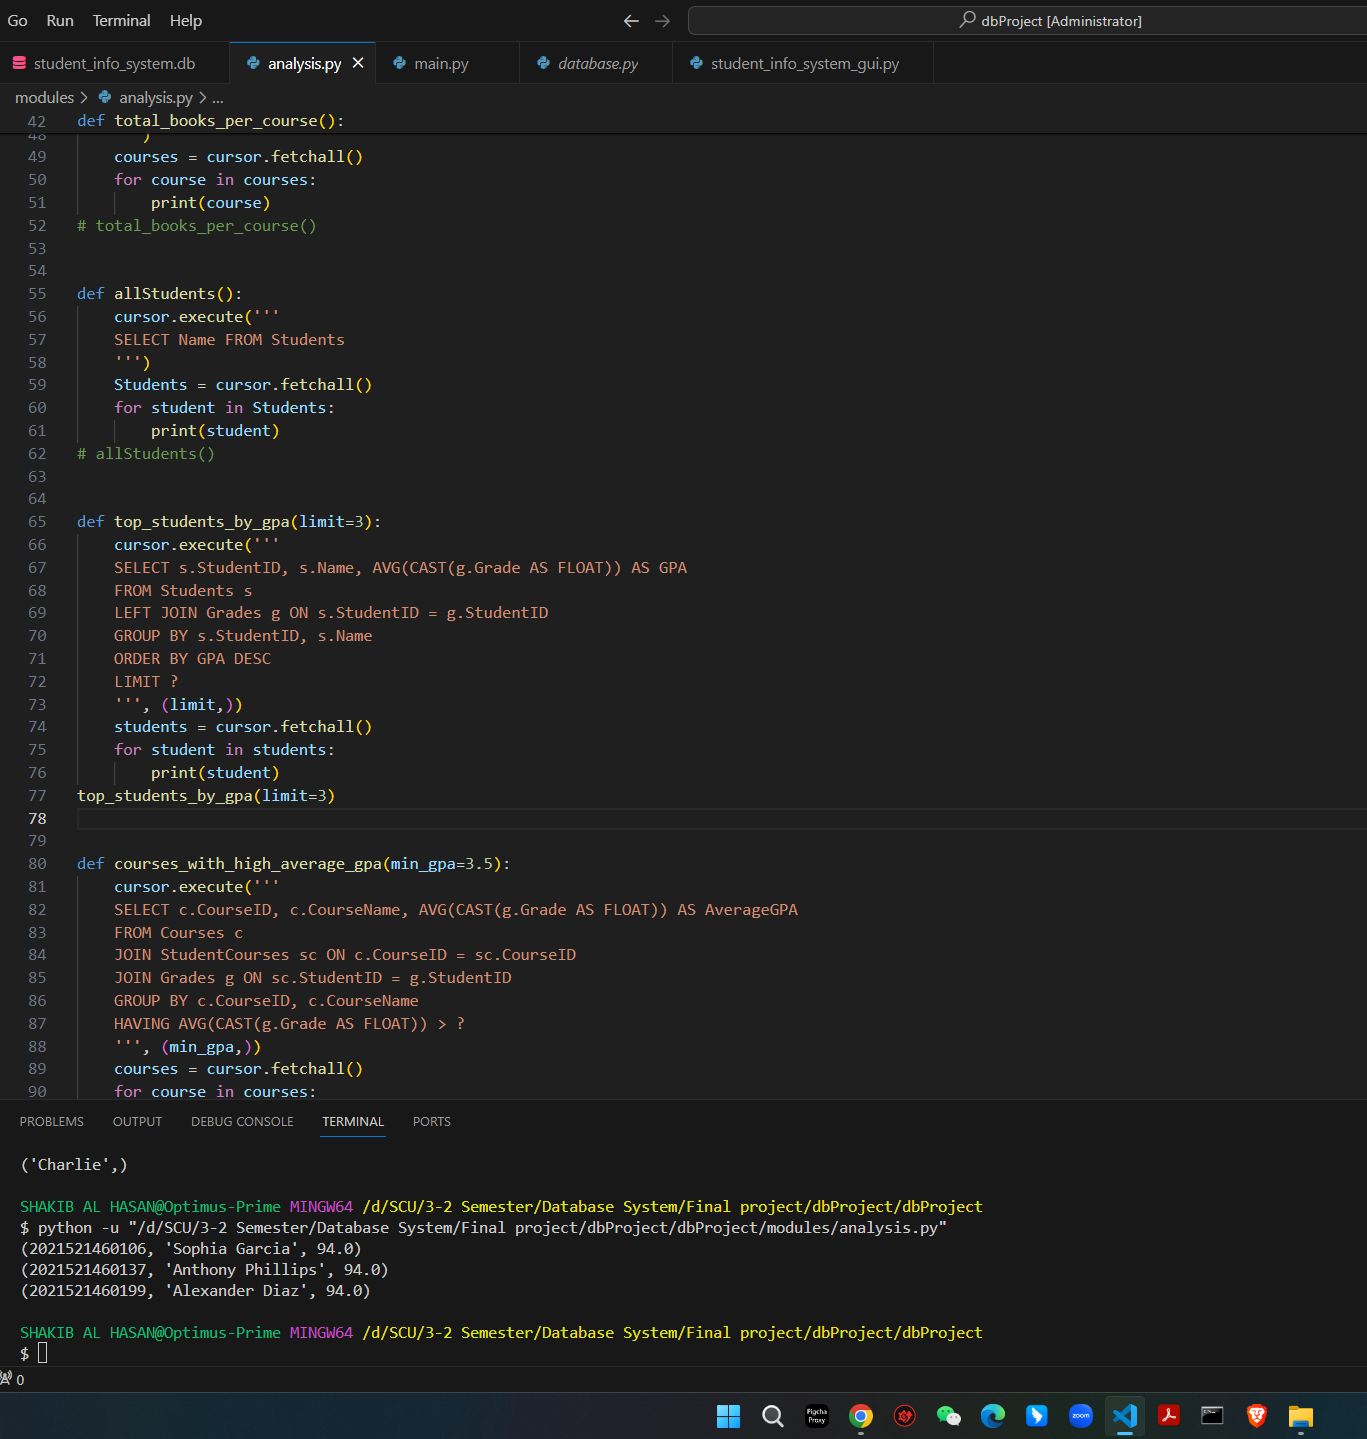 Go Run Terminal Help
dbProject [Administrator]
student_info_system.db analysis.py main.py database.py student_info_system_gui.py
modules > analysis.py > ...
42 def total_books_per_course():
48 )
49 courses = cursor.fetchall()
50 for course in courses:
51 print(course)
52 # total_books_per_course()
53
54
55 def allStudents():
56 cursor.execute('''
57 SELECT Name FROM Students
58 ''')
59 Students = cursor.fetchall()
60 for student in Students:
61 print(student)
62 # allStudents()
63
64
65 def top_students_by_gpa(limit=3):
66 cursor.execute('''
67 SELECT s.StudentID, s.Name, AVG(CAST(g.Grade AS FLOAT)) AS GPA
68 FROM Students s
69 LEFT JOIN Grades g ON s.StudentID = g.StudentID
70 GROUP BY s.StudentID, s.Name
71 ORDER BY GPA DESC
72 LIMIT ?
73 ''', (limit,))
74 students = cursor.fetchall()
75 for student in students:
76 print(student)
77 top_students_by_gpa(limit=3)
78
79
80 def courses_with_high_average_gpa(min_gpa=3.5):
81 cursor.execute('''
82 SELECT c.CourseID, c.CourseName, AVG(CAST(g.Grade AS FLOAT)) AS AverageGPA
83 FROM Courses c
84 JOIN StudentCourses sc ON c.CourseID = sc.CourseID
85 JOIN Grades g ON sc.StudentID = g.StudentID
86 GROUP BY c.CourseID, c.CourseName
87 HAVING AVG(CAST(g.Grade AS FLOAT)) > ?
88 ''', (min_gpa,))
89 courses = cursor.fetchall()
90 for course in courses:
PROBLEMS OUTPUT DEBUG CONSOLE TERMINAL PORTS
('Charlie',)
SHAKIB AL HASAN@Optimus-Prime MINGW64 /d/SCU/3-2 Semester/Database System/Final project/dbProject/dbProject
$ python -u "/d/SCU/3-2 Semester/Database System/Final project/dbProject/dbProject/modules/analysis.py"
(2021521460106, 'Sophia Garcia', 94.0)
(2021521460137, 'Anthony Phillips', 94.0)
(2021521460199, 'Alexander Diaz', 94.0)
SHAKIB AL HASAN@Optimus-Prime MINGW64 /d/SCU/3-2 Semester/Database System/Final project/dbProject/dbProject
$
0
Figcha
Proxy
zoom